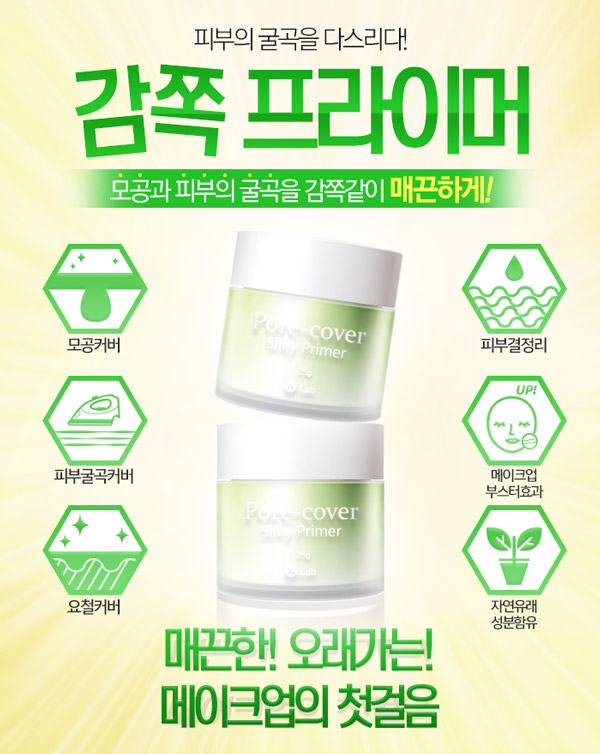 피부의 굴곡을 다스리다!
감쪽 프라이머
모공과 피부의 굴곡을 감쪽같이 매끈하게!
모공커버
피부굴곡커버
요철커버
Pore-cover
Silky Primer
25g
W Lab
Pore-cover
Silky Primer
25g
W Lab
피부결정리
UP!
메이크업
부스터효과
자연유래
성분함유
매끈한! 오래가는!
메이크업의 첫걸음